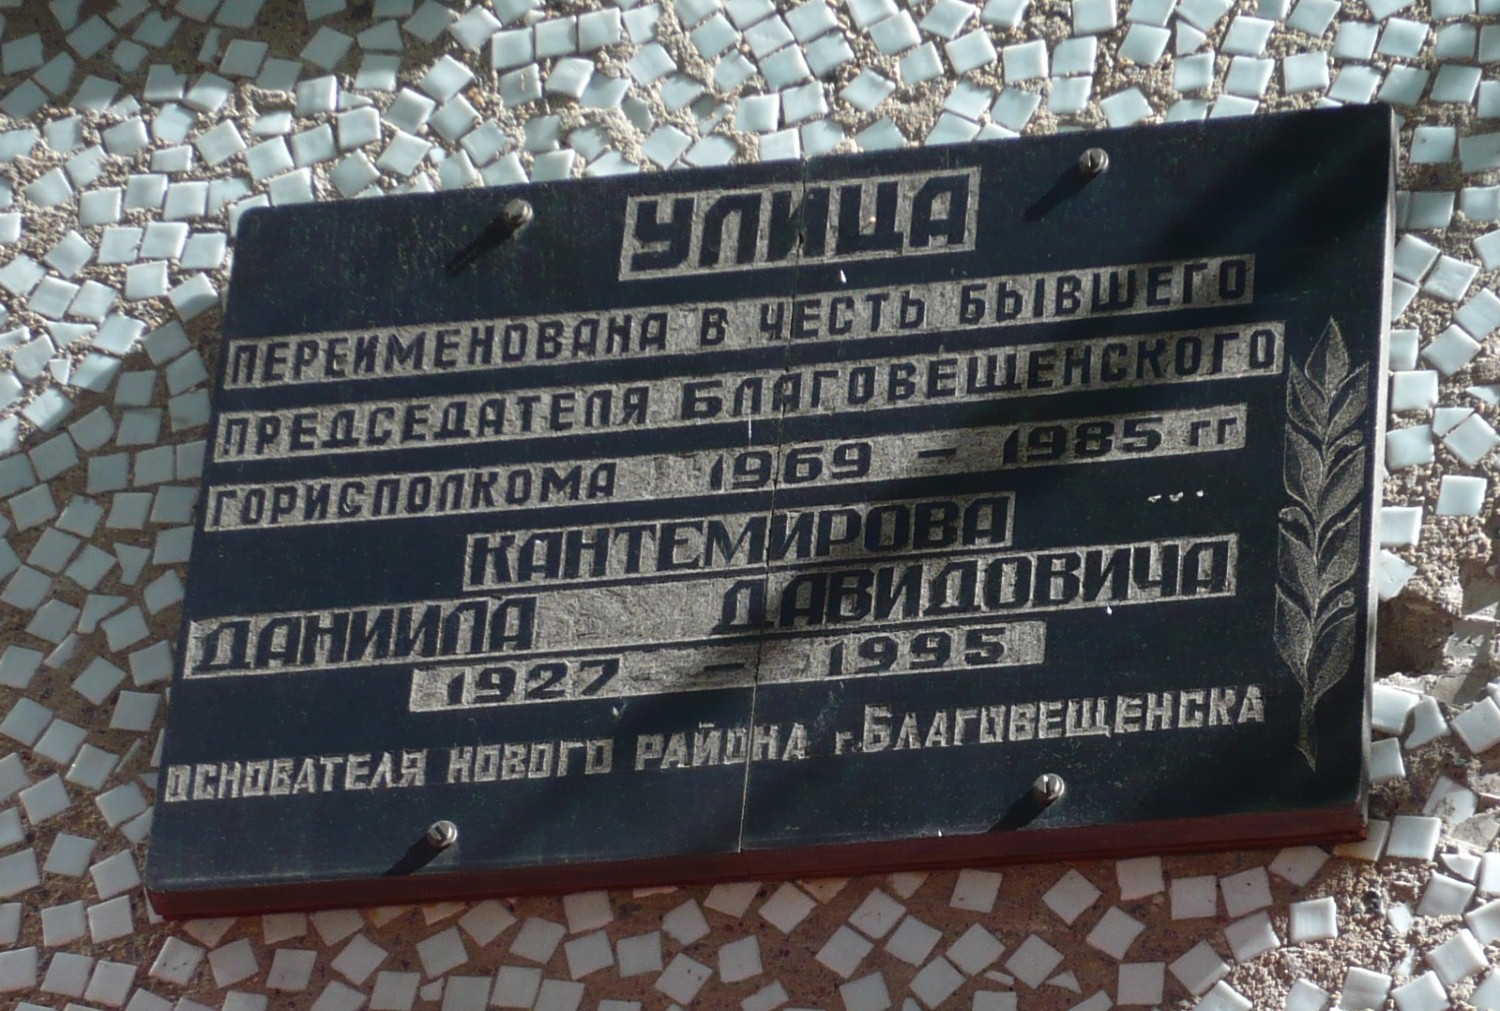 УЛИЦА
ПЕРЕИМЕНОВАНА В ЧЕСТЬ БЫВШЕГО
ПРЕДСЕДАТЕЛЯ БЛАГОВЕЩЕНСКОГО
ГОРИСПОЛКОМА 1969 - 1985 гг
КАНТЕМИРОВА
ДАНИИЛА ДАВИДОВИЧА
1927 - 1995
ОСНОВАТЕЛЯ НОВОГО РАЙОНА г.БЛАГОВЕЩЕНСКА